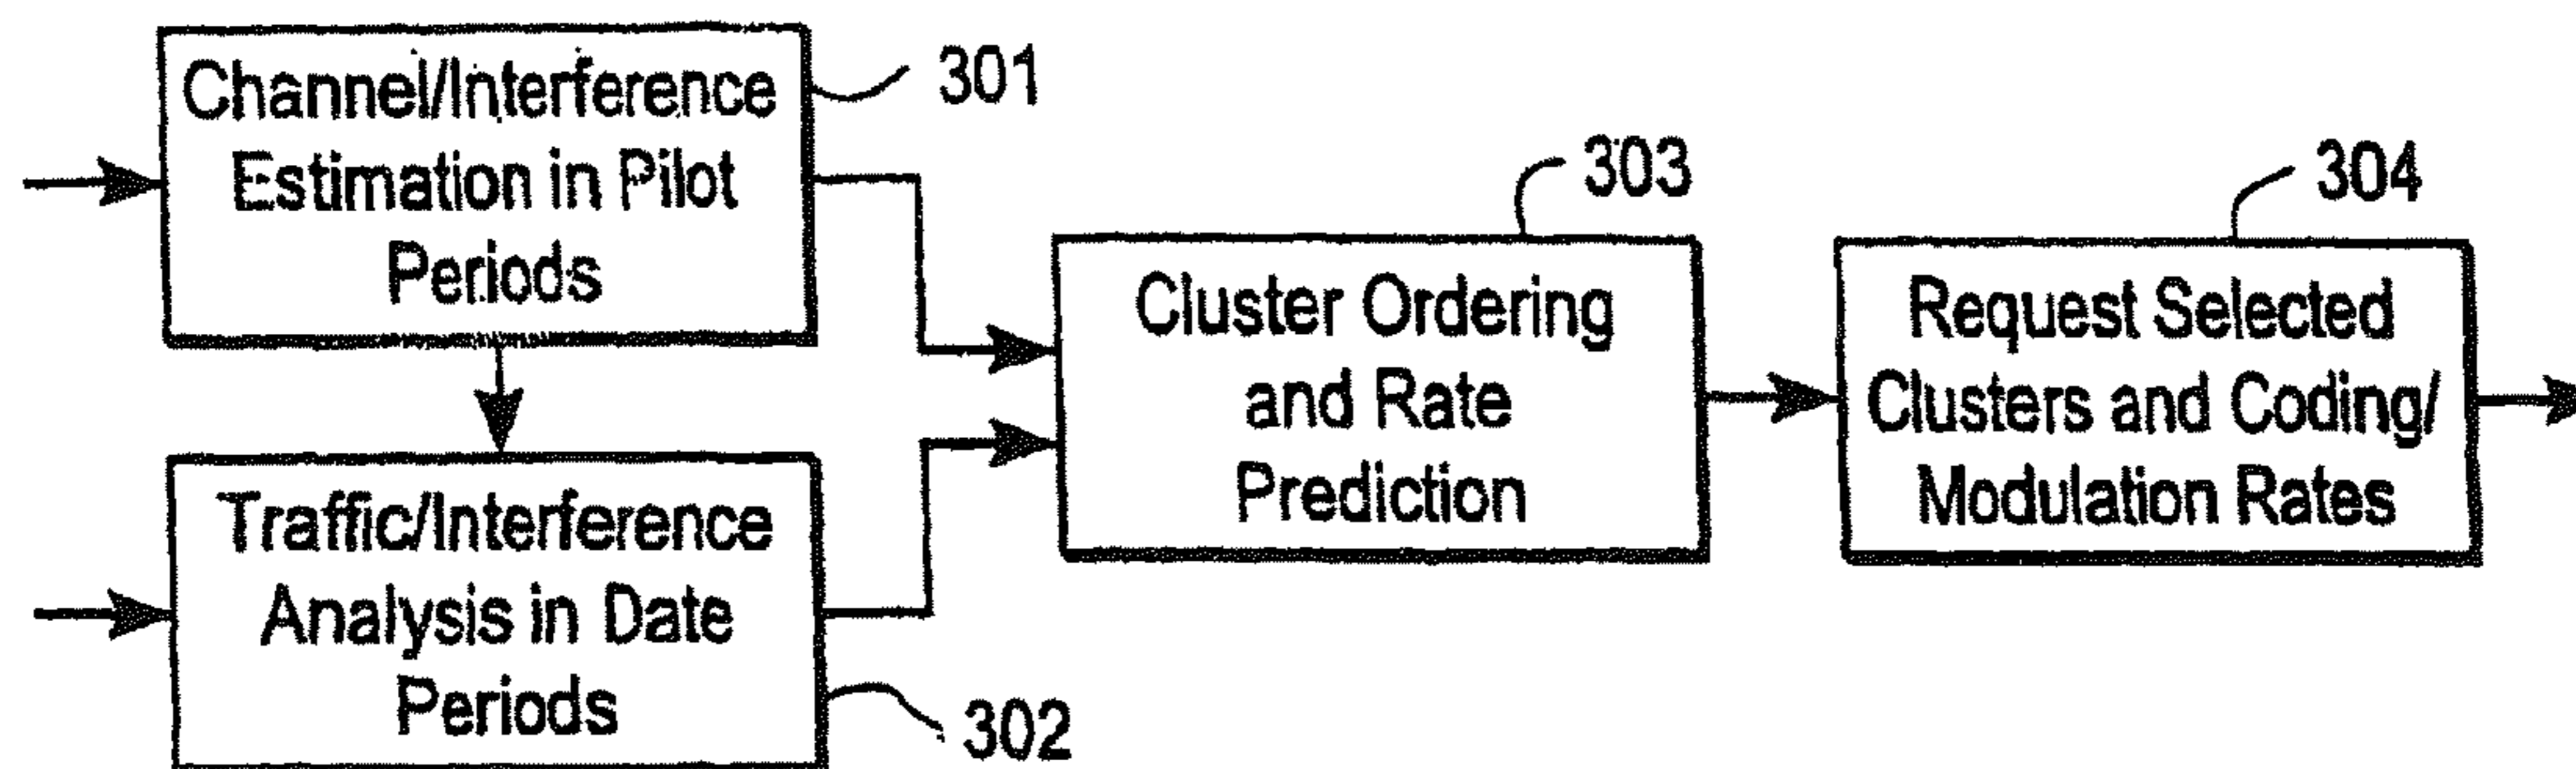 Channel/Interference
Estimation in Pilot
Periods
301
Traffic/Interference
Analysis in Date
Periods
302
Cluster Ordering
and Rate
Prediction
303
Request Selected
Clusters and Coding/
Modulation Rates
304